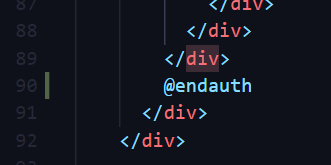 87 </div>
88 </div>
89 </div>
90 @endauth
91 </div>
92 </div>